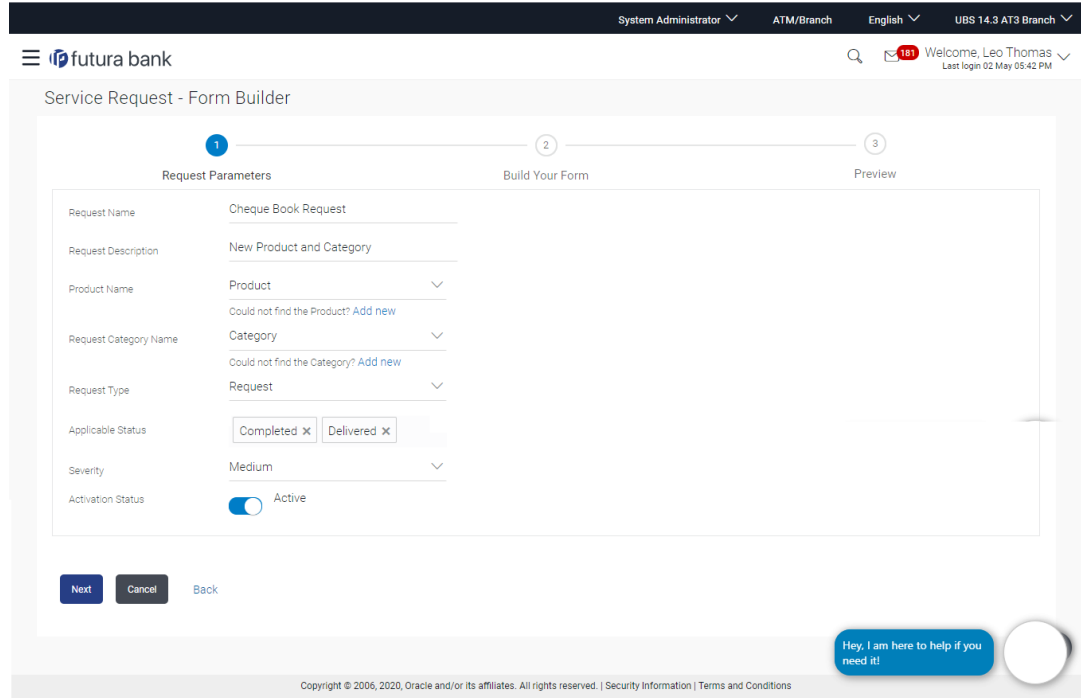 System Administrator ATM/Branch English UBS 14.3 AT3 Branch
futura bank 181 Welcome, Leo Thomas
Last login 02 May 05:42 PM
Service Request - Form Builder
1 2 3
Request Parameters Build Your Form Preview
Request Name Cheque Book Request
Request Description New Product and Category
Product Name Product
Could not find the Product? Add new
Request Category Name Category
Could not find the Category? Add new
Request Type Request
Applicable Status Completed × Delivered ×
Severity Medium
Activation Status Active
Next Cancel Back
Hey, I am here to help if you
need it!
Copyright © 2006, 2020, Oracle and/or its affiliates. All rights reserved. | Security Information | Terms and Conditions